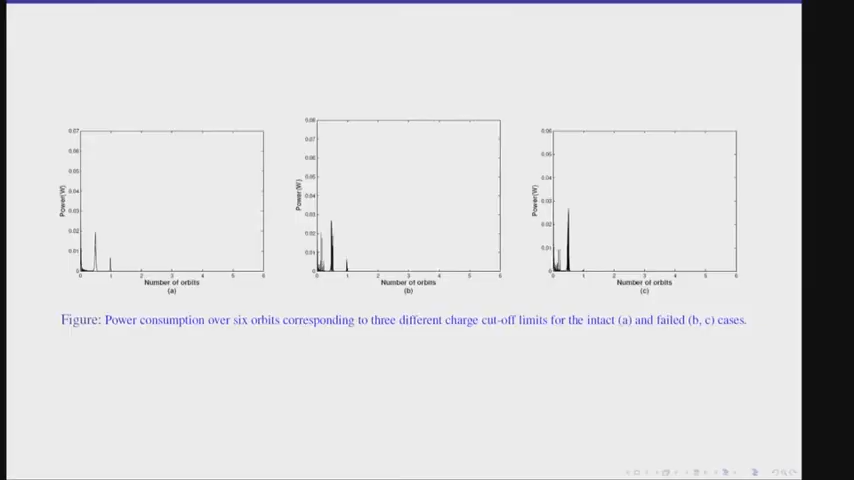 0.07 0.06 0.05 0.04 0.03 0.02 0.01 0
Power(W)
0 1 2 3 4 5 6
Number of orbits
(a)
0.08 0.07 0.06 0.05 0.04 0.03 0.02 0.01 0
Power(W)
0 1 2 3 4 5 6
Number of orbits
(b)
0.06 0.05 0.04 0.03 0.02 0.01 0
Power(W)
0 1 2 3 4 5 6
Number of orbits
(c)
Figure: Power consumption over six orbits corresponding to three different charge cut-off limits for the intact (a) and failed (b, c) cases.